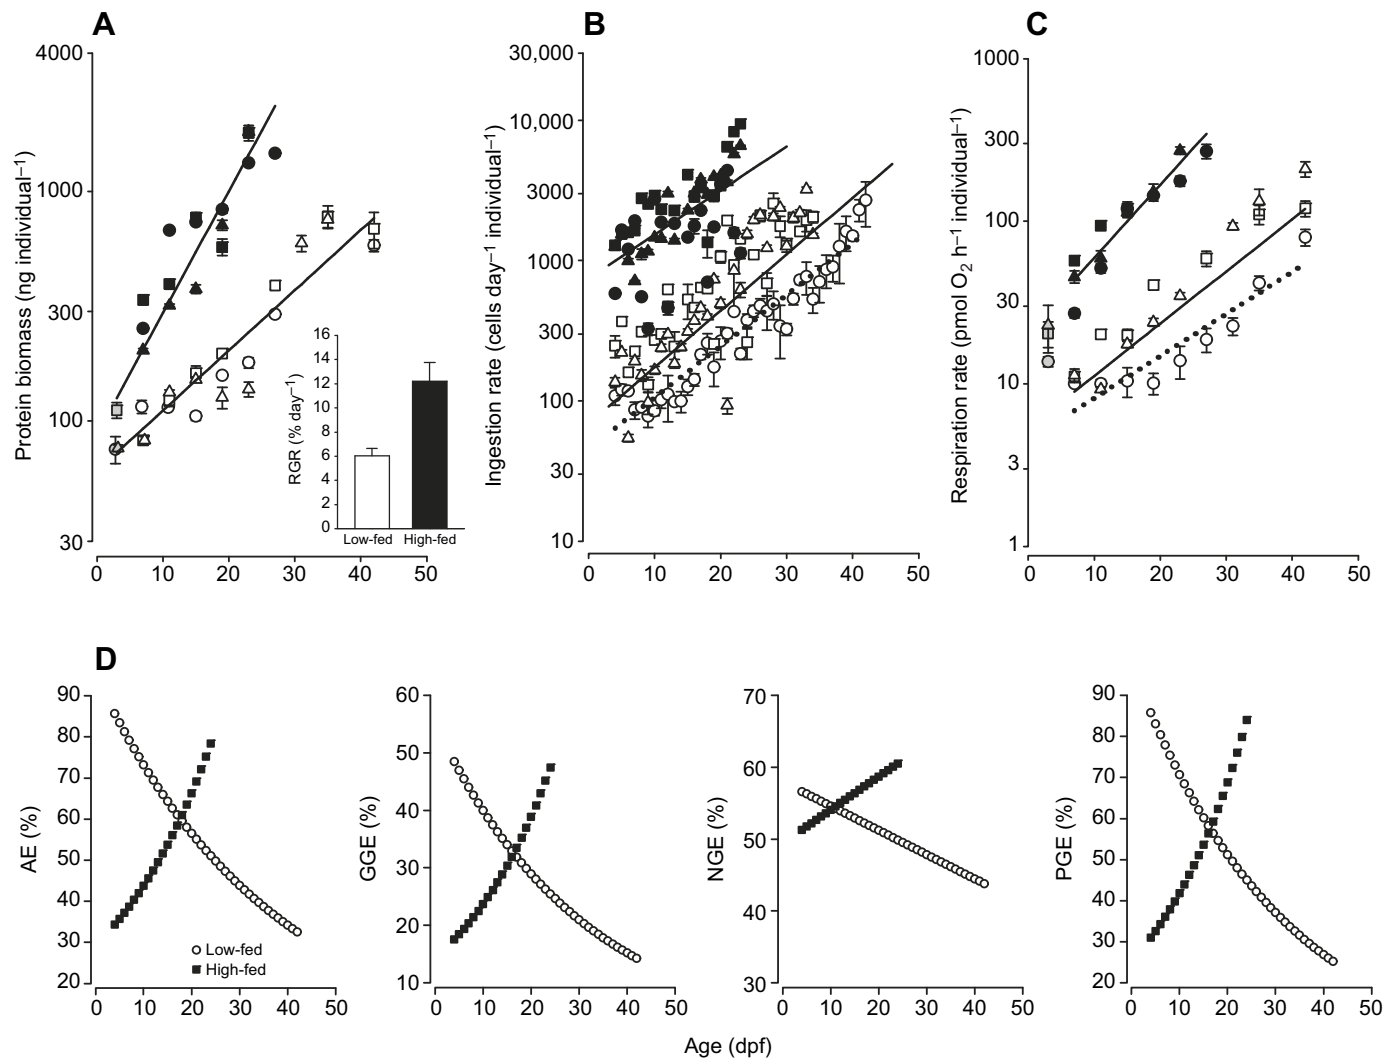 A
B
C
4000
1000
300
100
30
Protein biomass (ng individual–1)
0 10 20 30 40 50
16
14
12
10
8
6
4
2
0
RGR (% day–1)
Low-fed High-fed
30,000
10,000
3000
1000
300
100
30
10
Ingestion rate (cells day–1 individual–1)
0 10 20 30 40 50
1000
300
100
30
10
3
1
Respiration rate (pmol O2 h–1 individual–1)
0 10 20 30 40 50
D
90
80
70
60
50
40
30
20
AE (%)
Low-fed
High-fed
0 10 20 30 40 50
60
50
40
30
20
10
GGE (%)
0 10 20 30 40 50
70
60
50
40
30
NGE (%)
0 10 20 30 40 50
90
80
70
60
50
40
30
20
PGE (%)
0 10 20 30 40 50
Age (dpf)